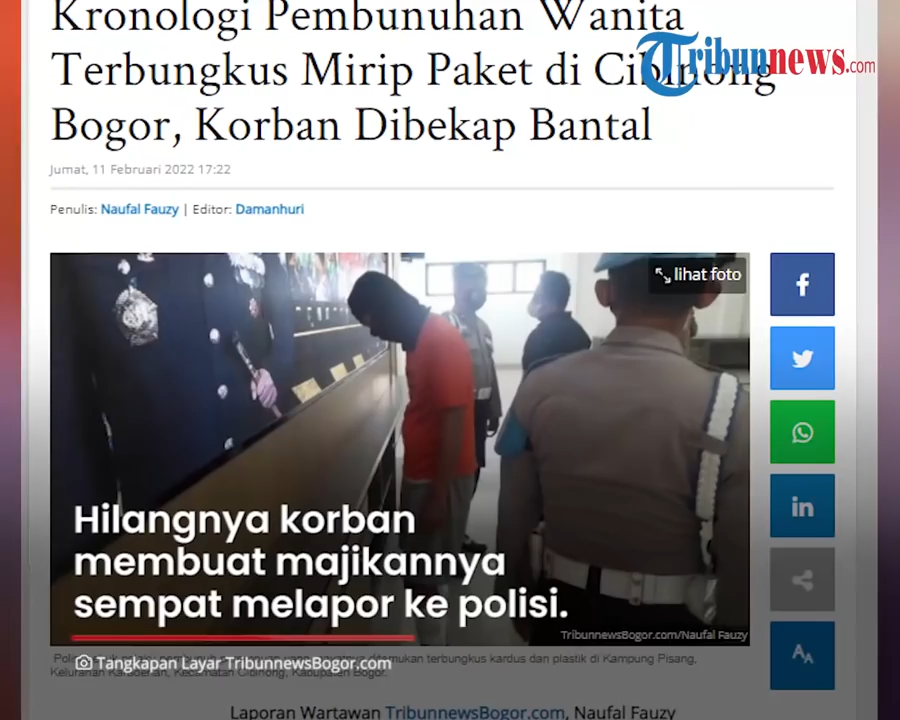 Kronologi Pembunuhan Wanita
Terbungkus Mirip Paket di Cibinong
Tribunnews.com
Bogor, Korban Dibekap Bantal
Jumat, 11 Februari 2022 17:22
Penulis: Naufal Fauzy | Editor: Damanhuri
lihat foto
Hilangnya korban
membuat majikannya
sempat melapor ke polisi.
TribunnewsBogor.com/Naufal Fauzy
ditemukan terbungkus kardus dan plastik di Kampung Pisang,
Tangkapan Layar TribunnewsBogor.com
Kecamatan Cibinong, Kabupaten Bogor.
Laporan Wartawan TribunnewsBogor.com, Naufal Fauzy